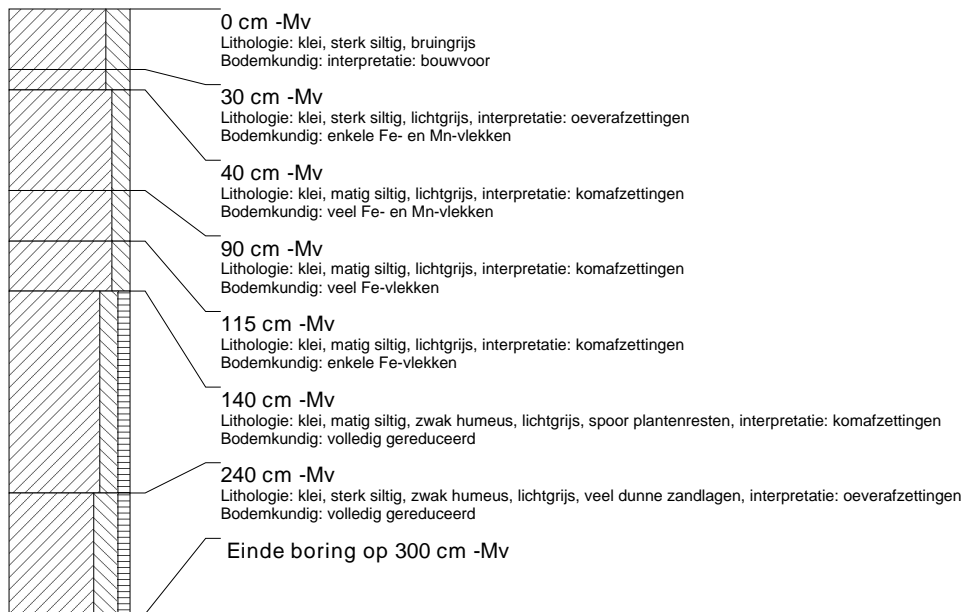 0 cm -Mv
Lithologie: klei, sterk siltig, bruingrijs
Bodemkundig: interpretatie: bouwvoor
30 cm -Mv
Lithologie: klei, sterk siltig, lichtgrijs, interpretatie: oeverafzettingen
Bodemkundig: enkele Fe- en Mn-vlekken
40 cm -Mv
Lithologie: klei, matig siltig, lichtgrijs, interpretatie: komafzettingen
Bodemkundig: veel Fe- en Mn-vlekken
90 cm -Mv
Lithologie: klei, matig siltig, lichtgrijs, interpretatie: komafzettingen
Bodemkundig: veel Fe-vlekken
115 cm -Mv
Lithologie: klei, matig siltig, lichtgrijs, interpretatie: komafzettingen
Bodemkundig: enkele Fe-vlekken
140 cm -Mv
Lithologie: klei, matig siltig, zwak humeus, lichtgrijs, spoor plantenresten, interpretatie: komafzettingen
Bodemkundig: volledig gereduceerd
240 cm -Mv
Lithologie: klei, sterk siltig, zwak humeus, lichtgrijs, veel dunne zandlagen, interpretatie: oeverafzettingen
Bodemkundig: volledig gereduceerd
Einde boring op 300 cm -Mv